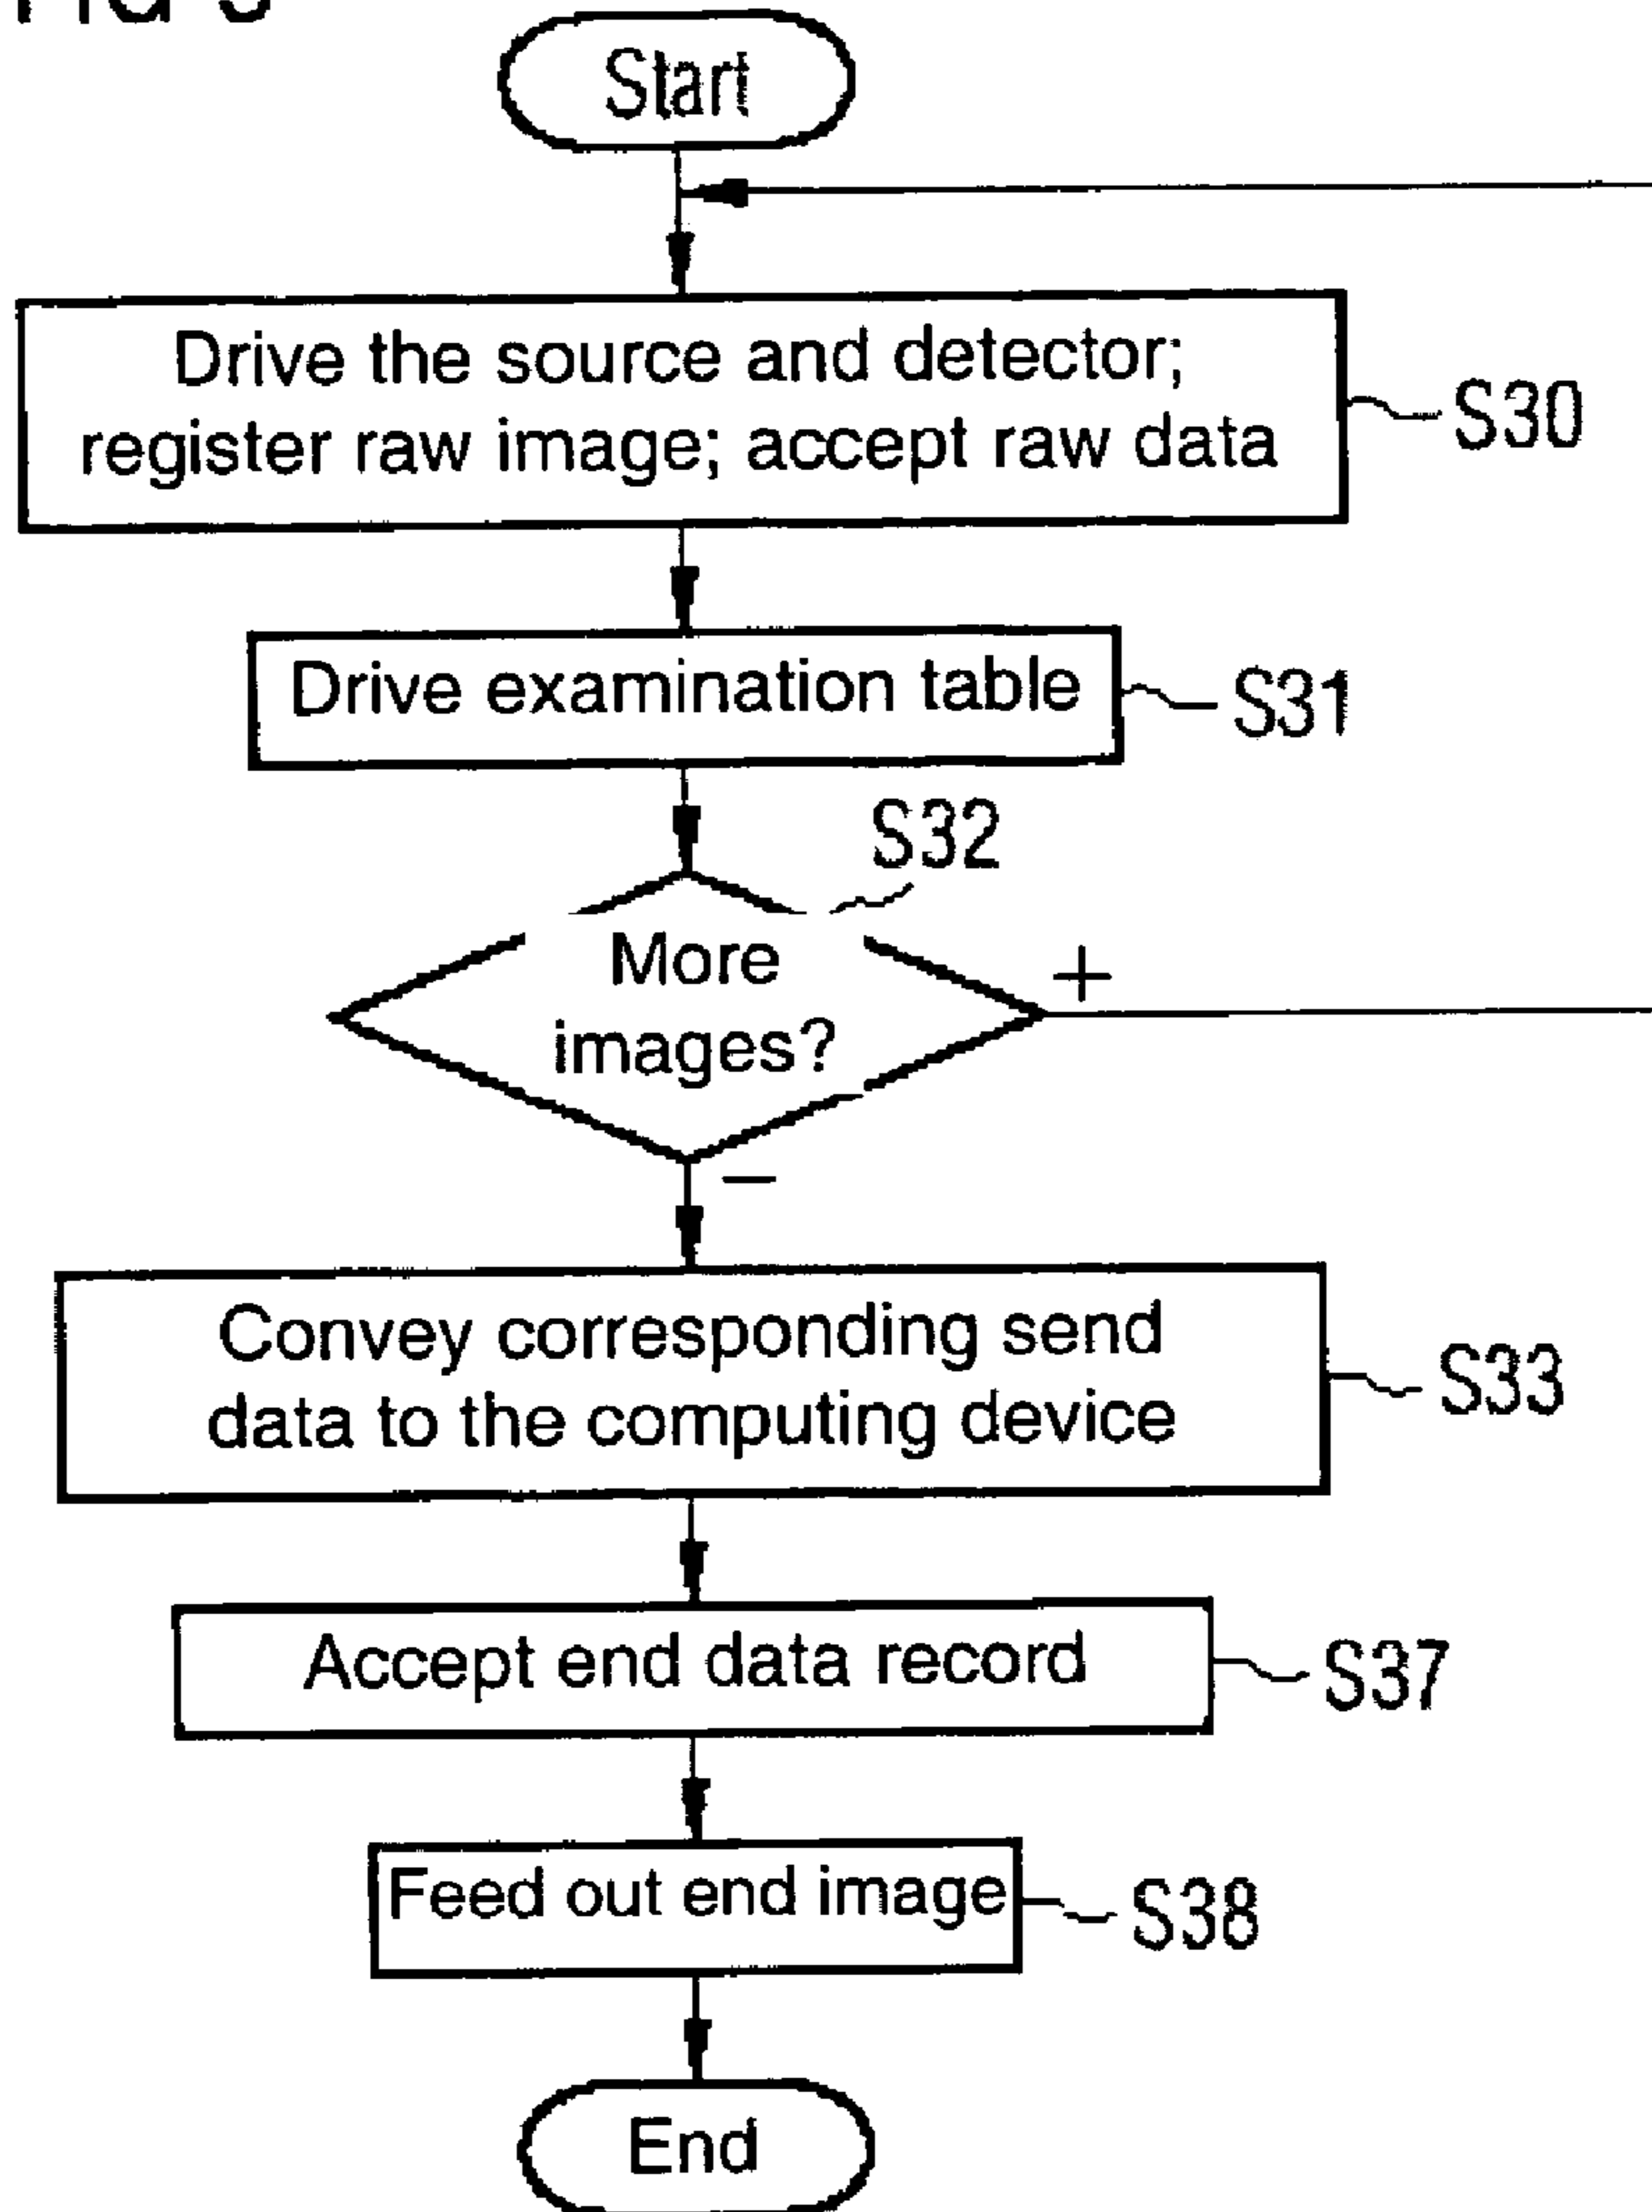 Start
Drive the source and detector;
register raw image; accept raw data
S30
Drive examination table
S31
S32
More
images?
+
−
Convey corresponding send
data to the computing device
S33
Accept end data record
S37
Feed out end image
S38
End